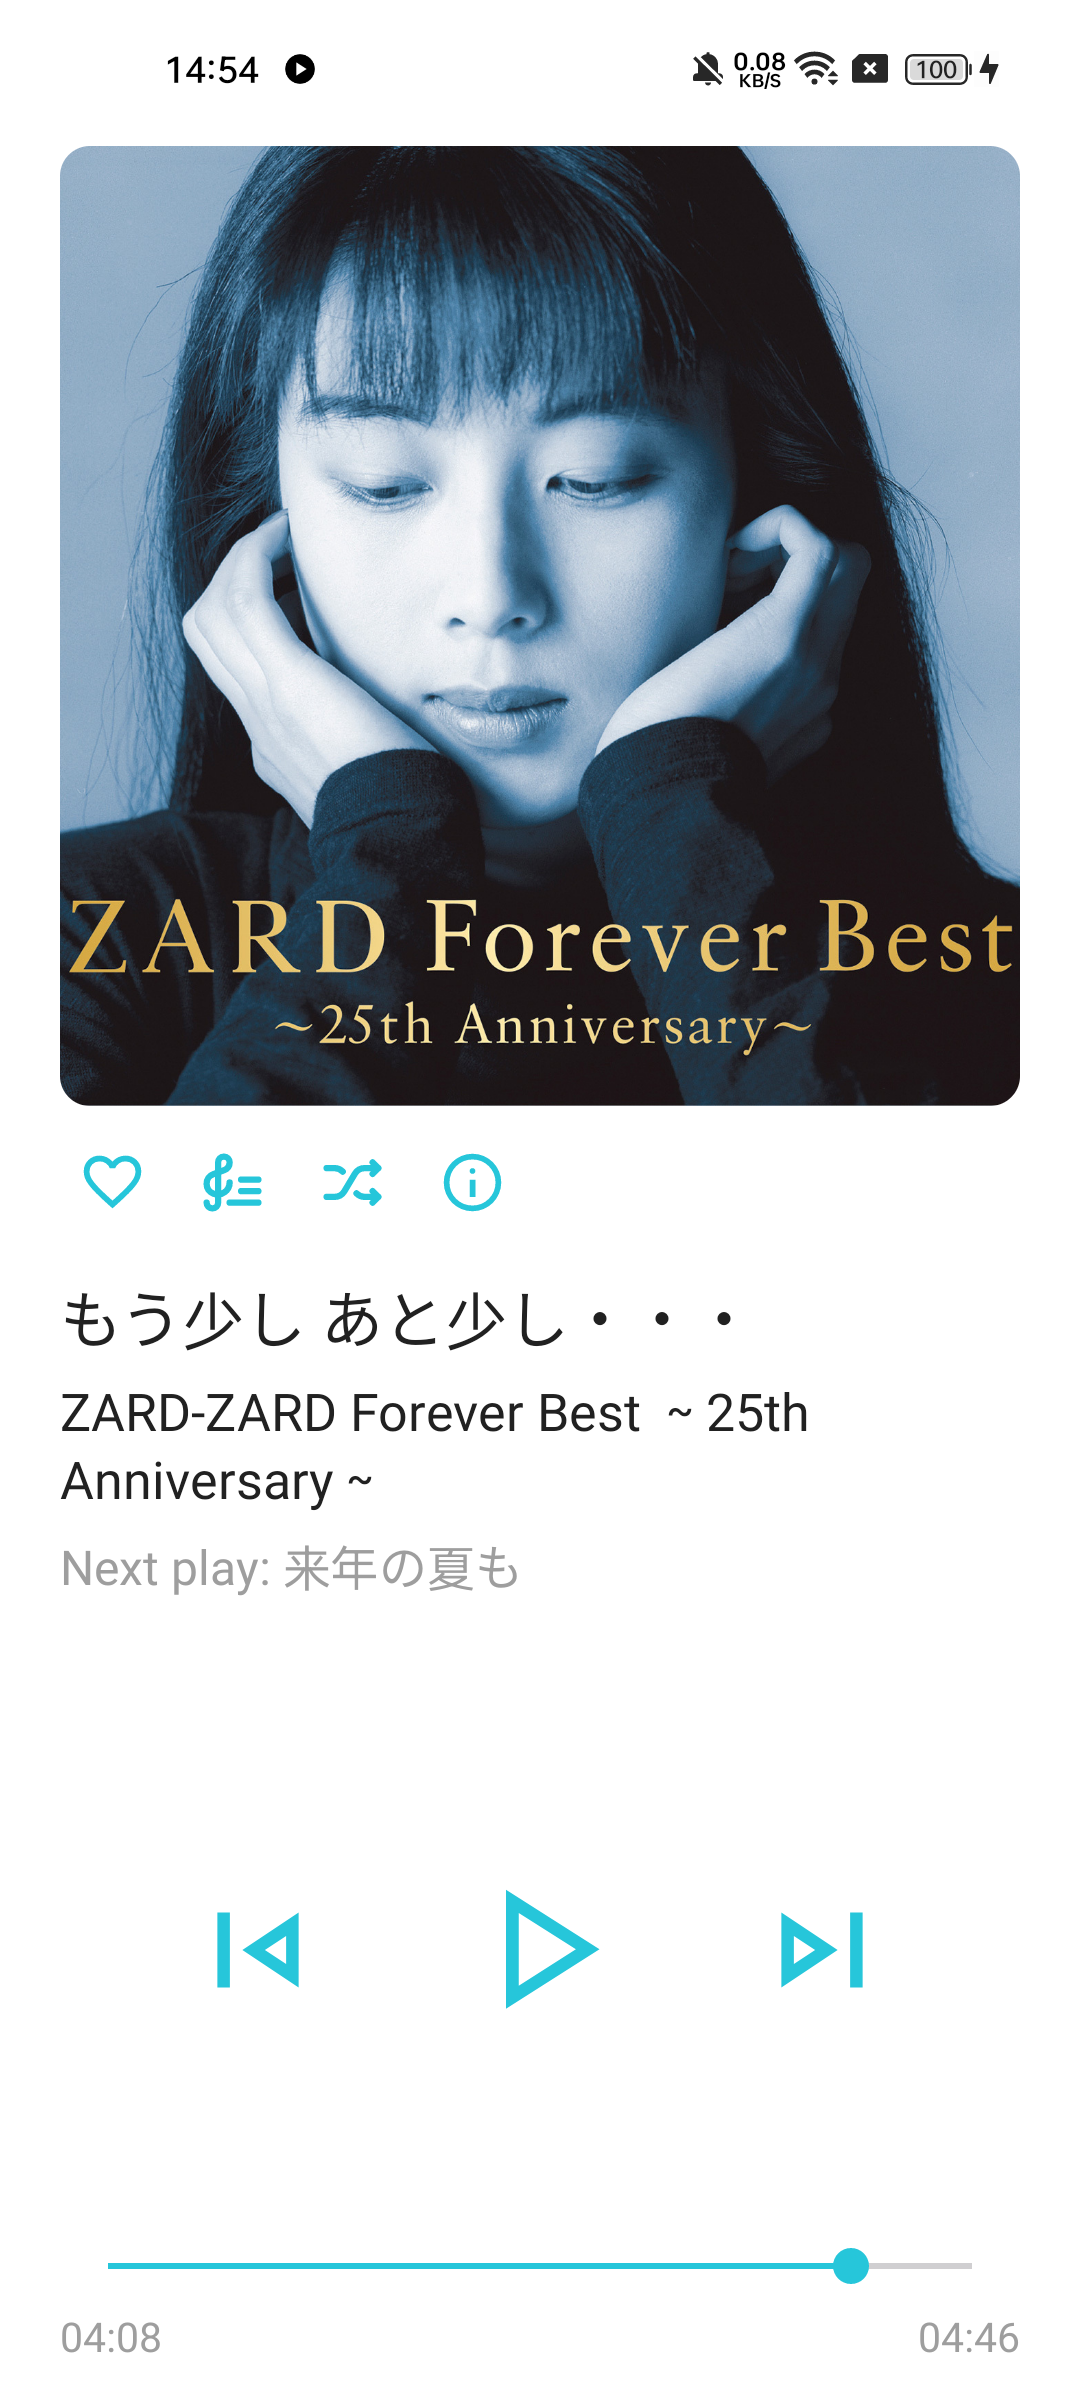 14:54
0.08
KB/S
100
ZARD Forever Best
~25th Anniversary~
もう少し あと少し・・・
ZARD-ZARD Forever Best ~ 25th
Anniversary ~
Next play: 来年の夏も
04:08
04:46